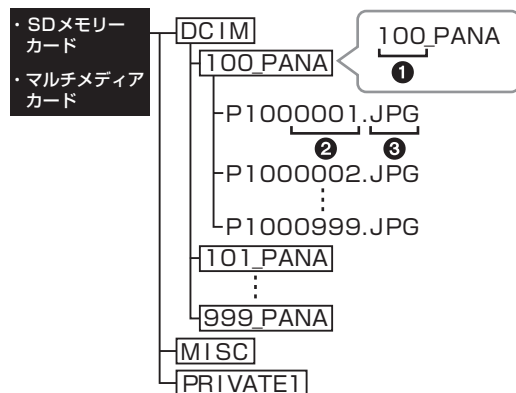 ・SDメモリー
カード
・マルチメディア
カード
DCIM
100_PANA
100_PANA
❶
P1000001.JPG
❷ ❸
P1000002.JPG
P1000999.JPG
101_PANA
999_PANA
MISC
PRIVATE1